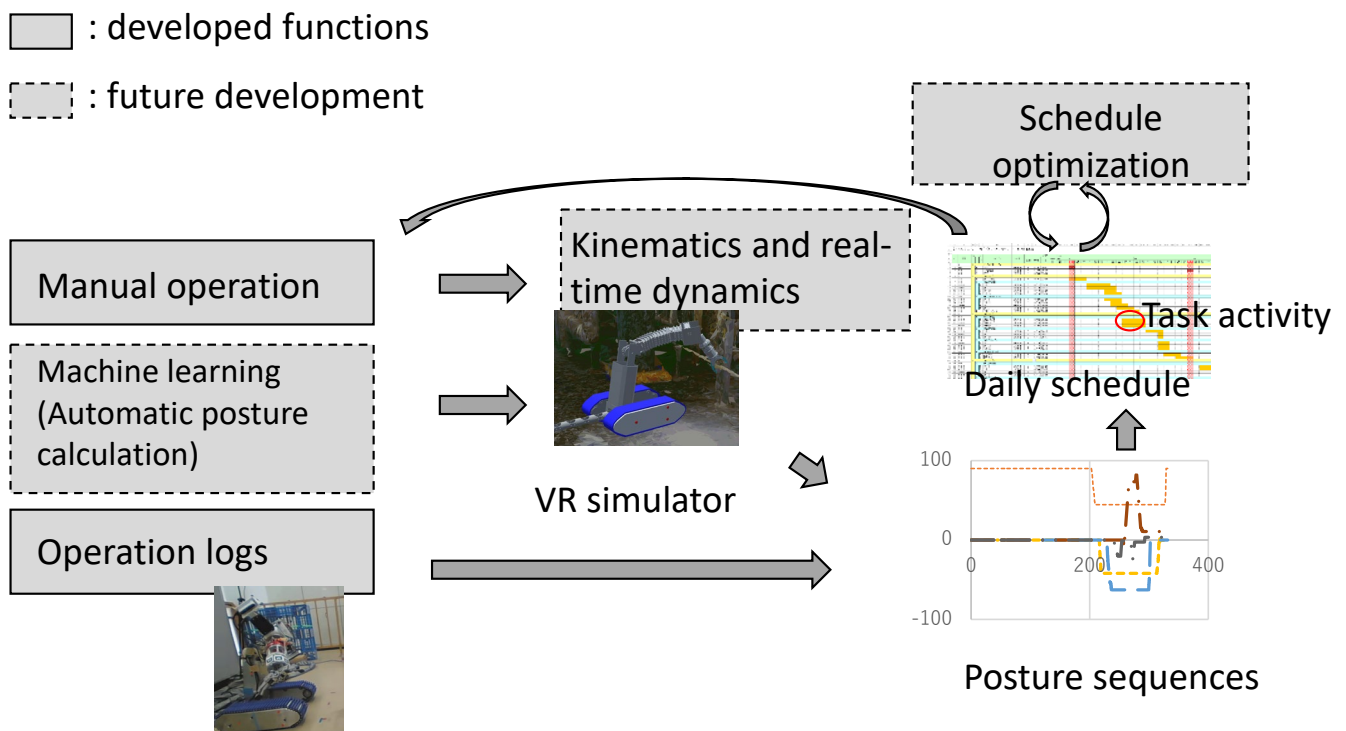 : developed functions
: future development
Schedule
optimization
Manual operation
Kinematics and real-
time dynamics
Task activity
Machine learning
(Automatic posture
calculation)
Daily schedule
VR simulator
Operation logs
100
0
-100
0
200
400
Posture sequences